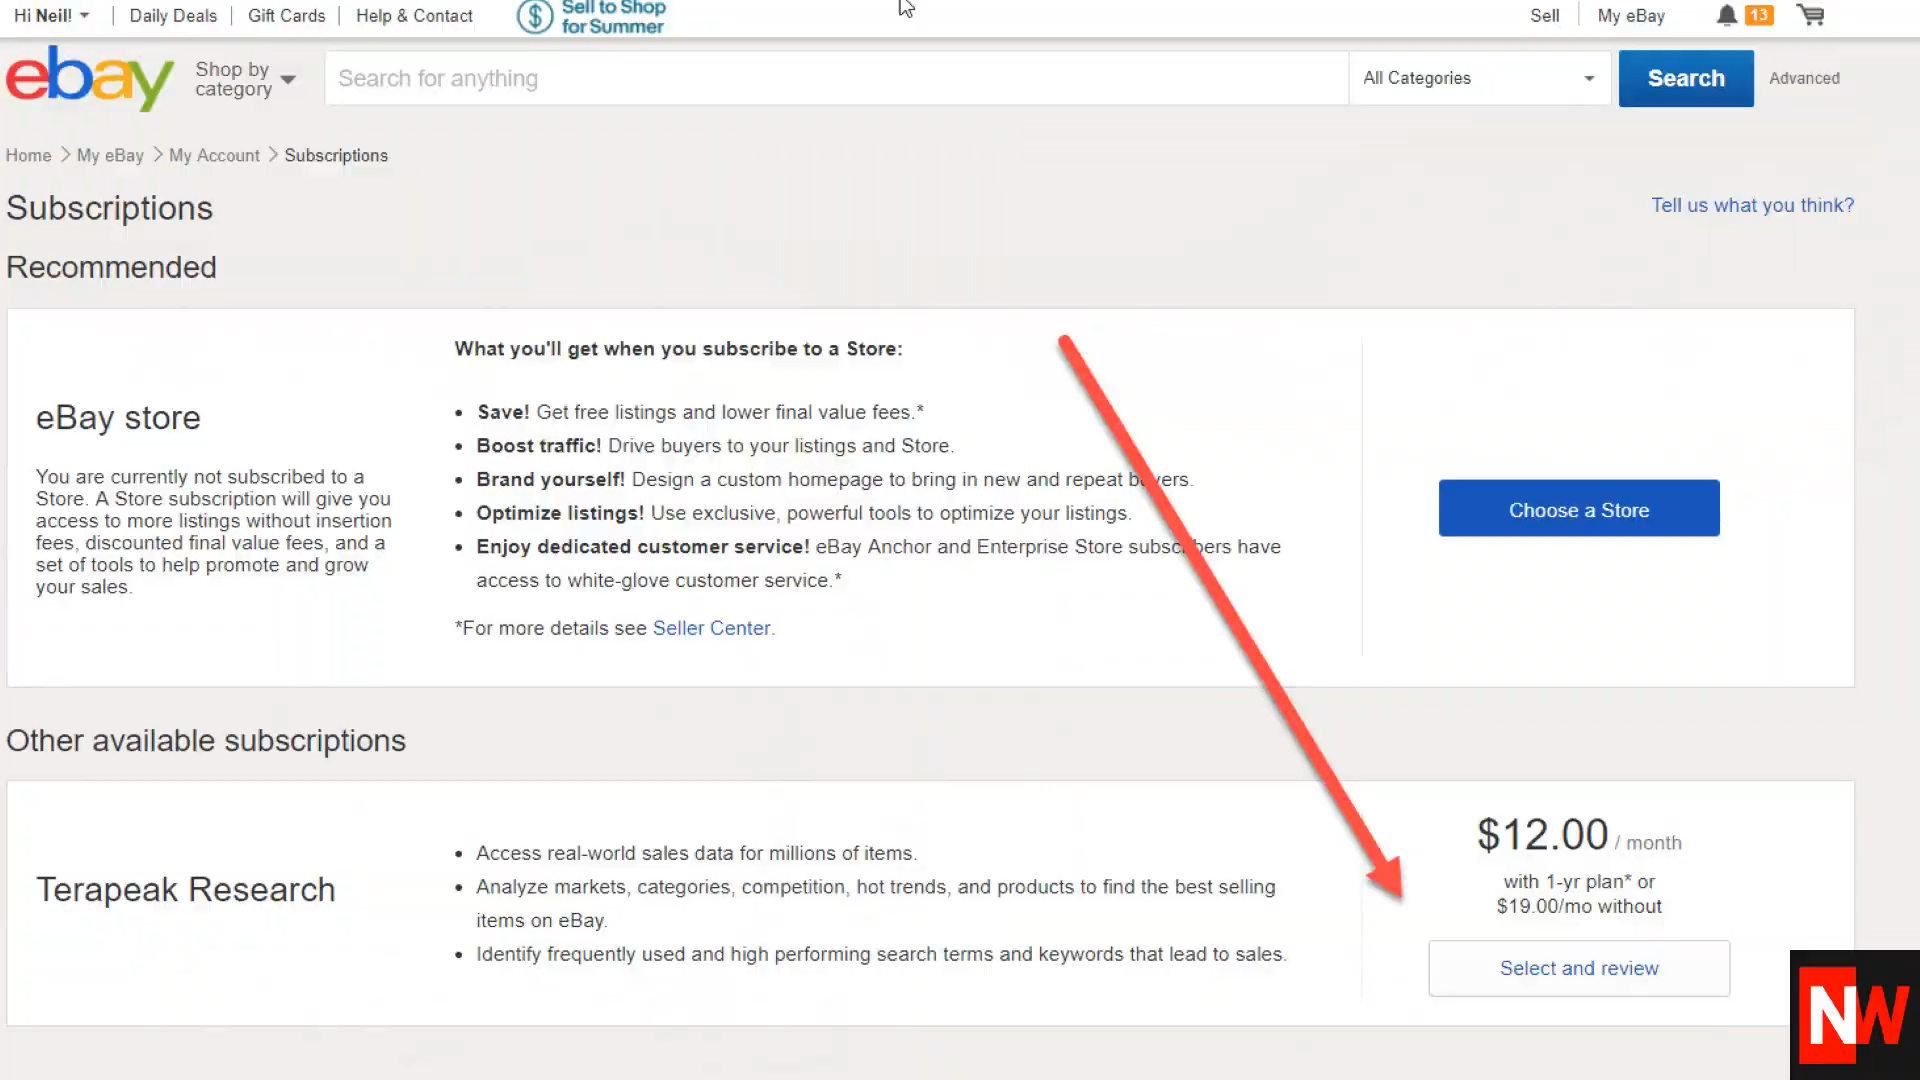 Hi Neil!
Daily Deals
Gift Cards
Help & Contact
Sell to Shop
for Summer
Sell
My eBay
13
ebay
Shop by
category
Search for anything
All Categories
Search
Advanced
Home
My eBay
My Account
Subscriptions
Subscriptions
Tell us what you think?
Recommended
eBay store
You are currently not subscribed to a
Store. A Store subscription will give you
access to more listings without insertion
fees, discounted final value fees, and a
set of tools to help promote and grow
your sales.
What you'll get when you subscribe to a Store:
• Save! Get free listings and lower final value fees.*
• Boost traffic! Drive buyers to your listings and Store.
• Brand yourself! Design a custom homepage to bring in new and repeat buyers.
• Optimize listings! Use exclusive, powerful tools to optimize your listings.
• Enjoy dedicated customer service! eBay Anchor and Enterprise Store subscribers have
access to white-glove customer service.*
*For more details see Seller Center.
Choose a Store
Other available subscriptions
Terapeak Research
• Access real-world sales data for millions of items.
• Analyze markets, categories, competition, hot trends, and products to find the best selling
items on eBay.
• Identify frequently used and high performing search terms and keywords that lead to sales.
$12.00 / month
with 1-yr plan* or
$19.00/mo without
Select and review
NW